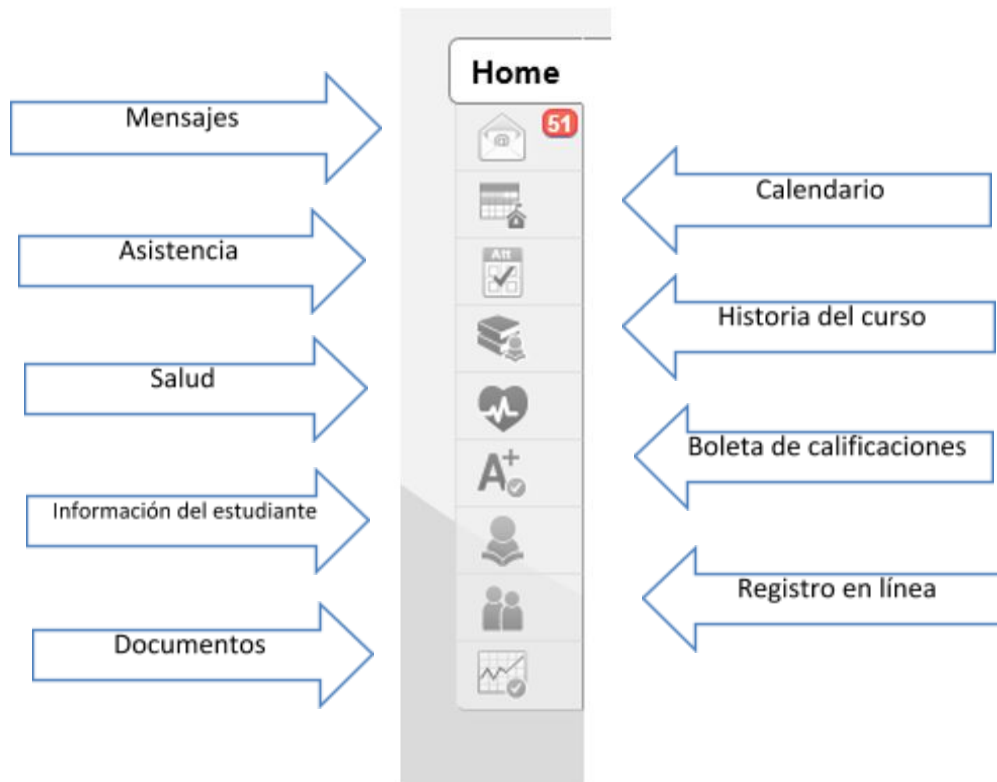 Home
Mensajes
51
@
Calendario
Asistencia
Att
Historia del curso
Salud
Boleta de calificaciones
A+
Información del estudiante
Registro en línea
Documentos